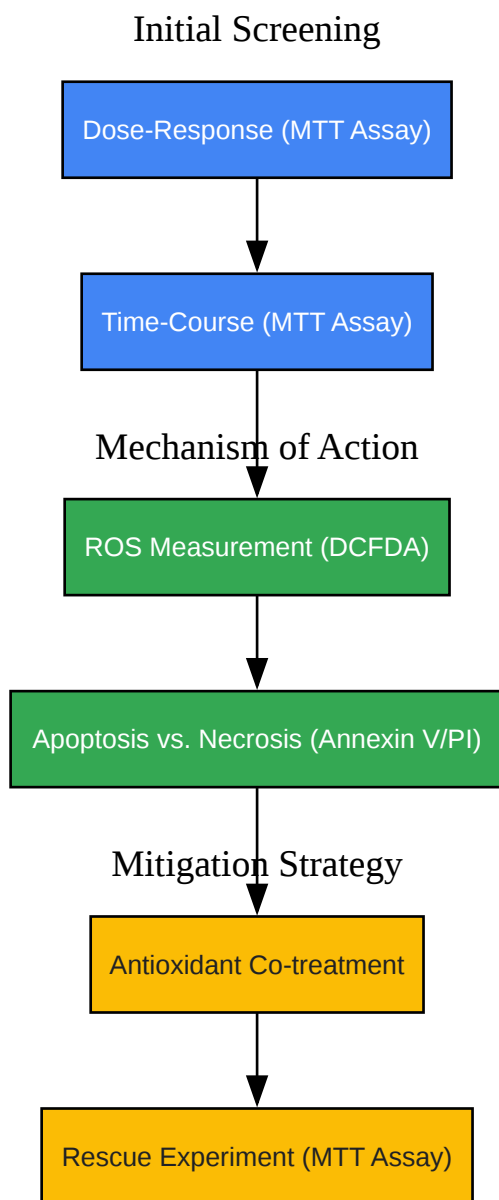 Initial Screening
Dose-Response (MTT Assay)
Time-Course (MTT Assay)
Mechanism of Action
ROS Measurement (DCFDA)
Apoptosis vs. Necrosis (Annexin V/PI)
Mitigation Strategy
Antioxidant Co-treatment
Rescue Experiment (MTT Assay)